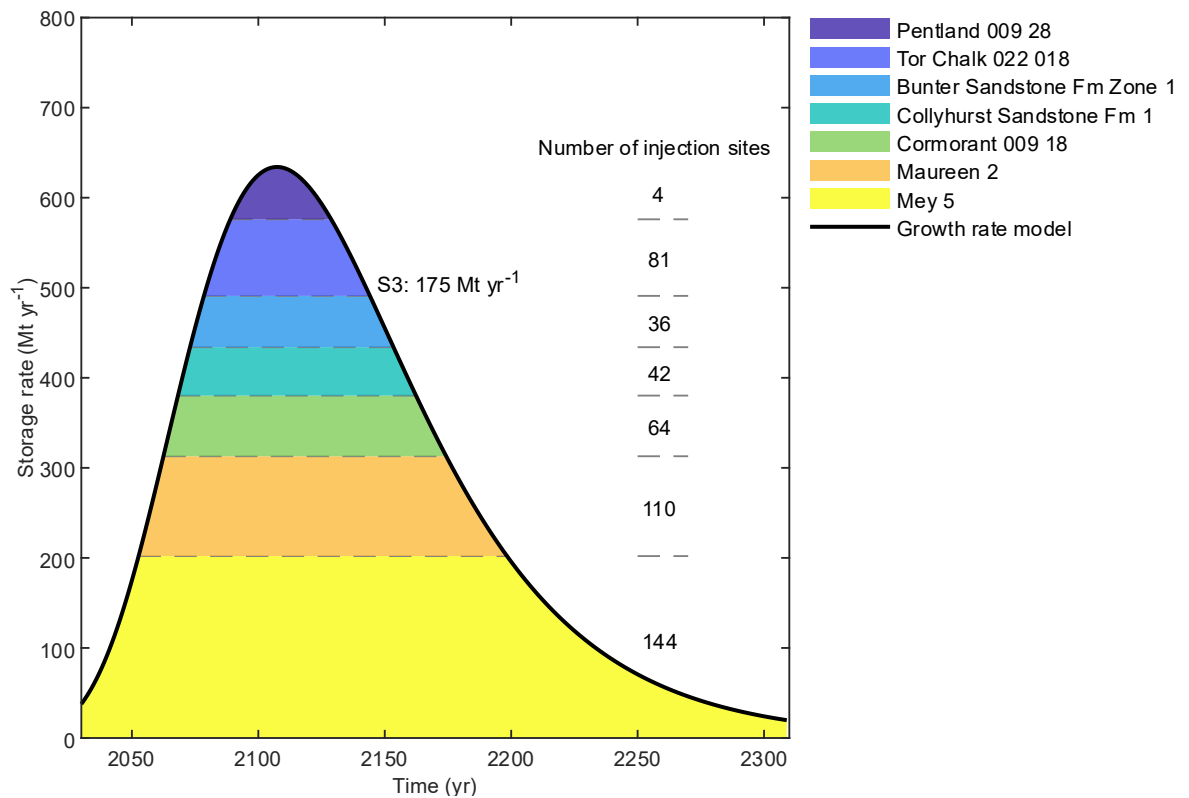 800
700
600
500
400
300
200
100
0
Storage rate (Mt yr-1)
2050
2100
2150
2200
2250
2300
Time (yr)
S3: 175 Mt yr-1
Number of injection sites
4
81
36
42
64
110
144
Pentland 009 28
Tor Chalk 022 018
Bunter Sandstone Fm Zone 1
Collyhurst Sandstone Fm 1
Cormorant 009 18
Maureen 2
Mey 5
Growth rate model